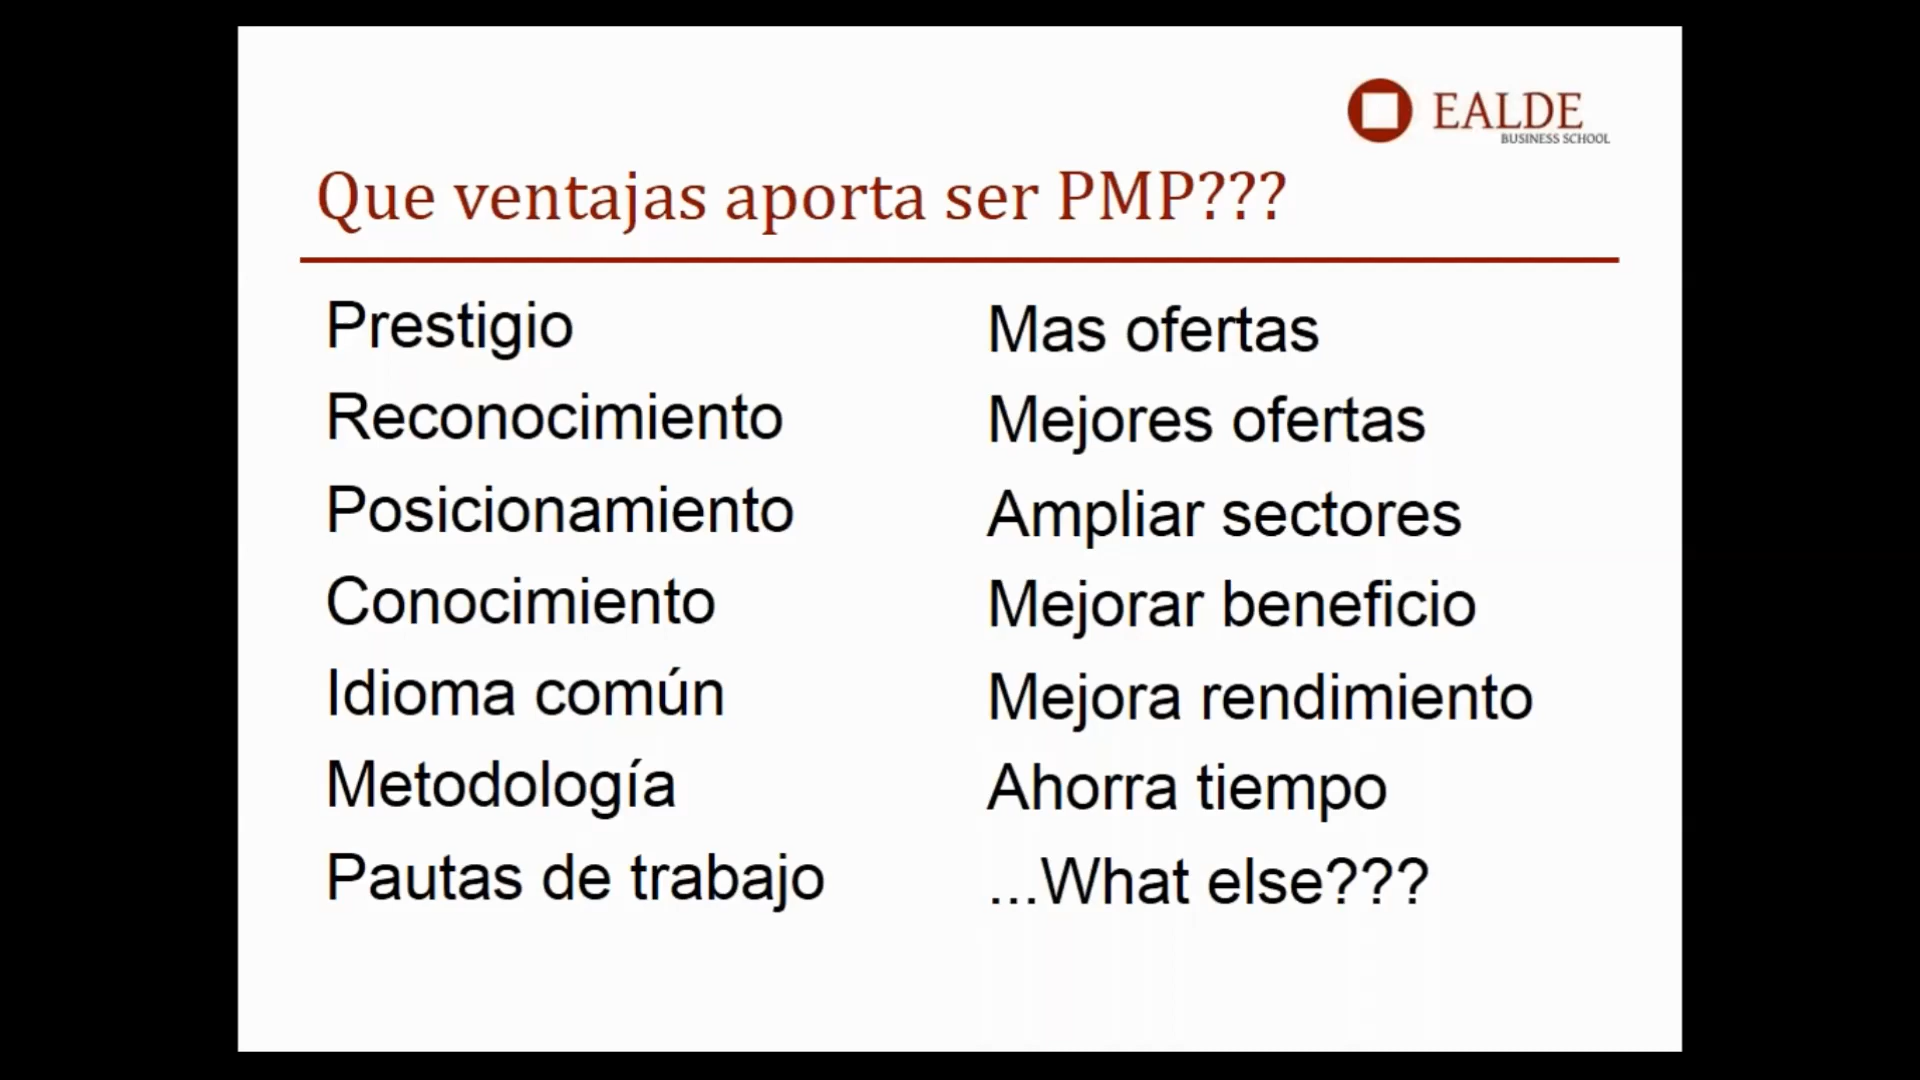 EALDE
BUSINESS SCHOOL
Que ventajas aporta ser PMP???
Prestigio
Reconocimiento
Posicionamiento
Conocimiento
Idioma común
Metodología
Pautas de trabajo
Mas ofertas
Mejores ofertas
Ampliar sectores
Mejorar beneficio
Mejora rendimiento
Ahorra tiempo
...What else???